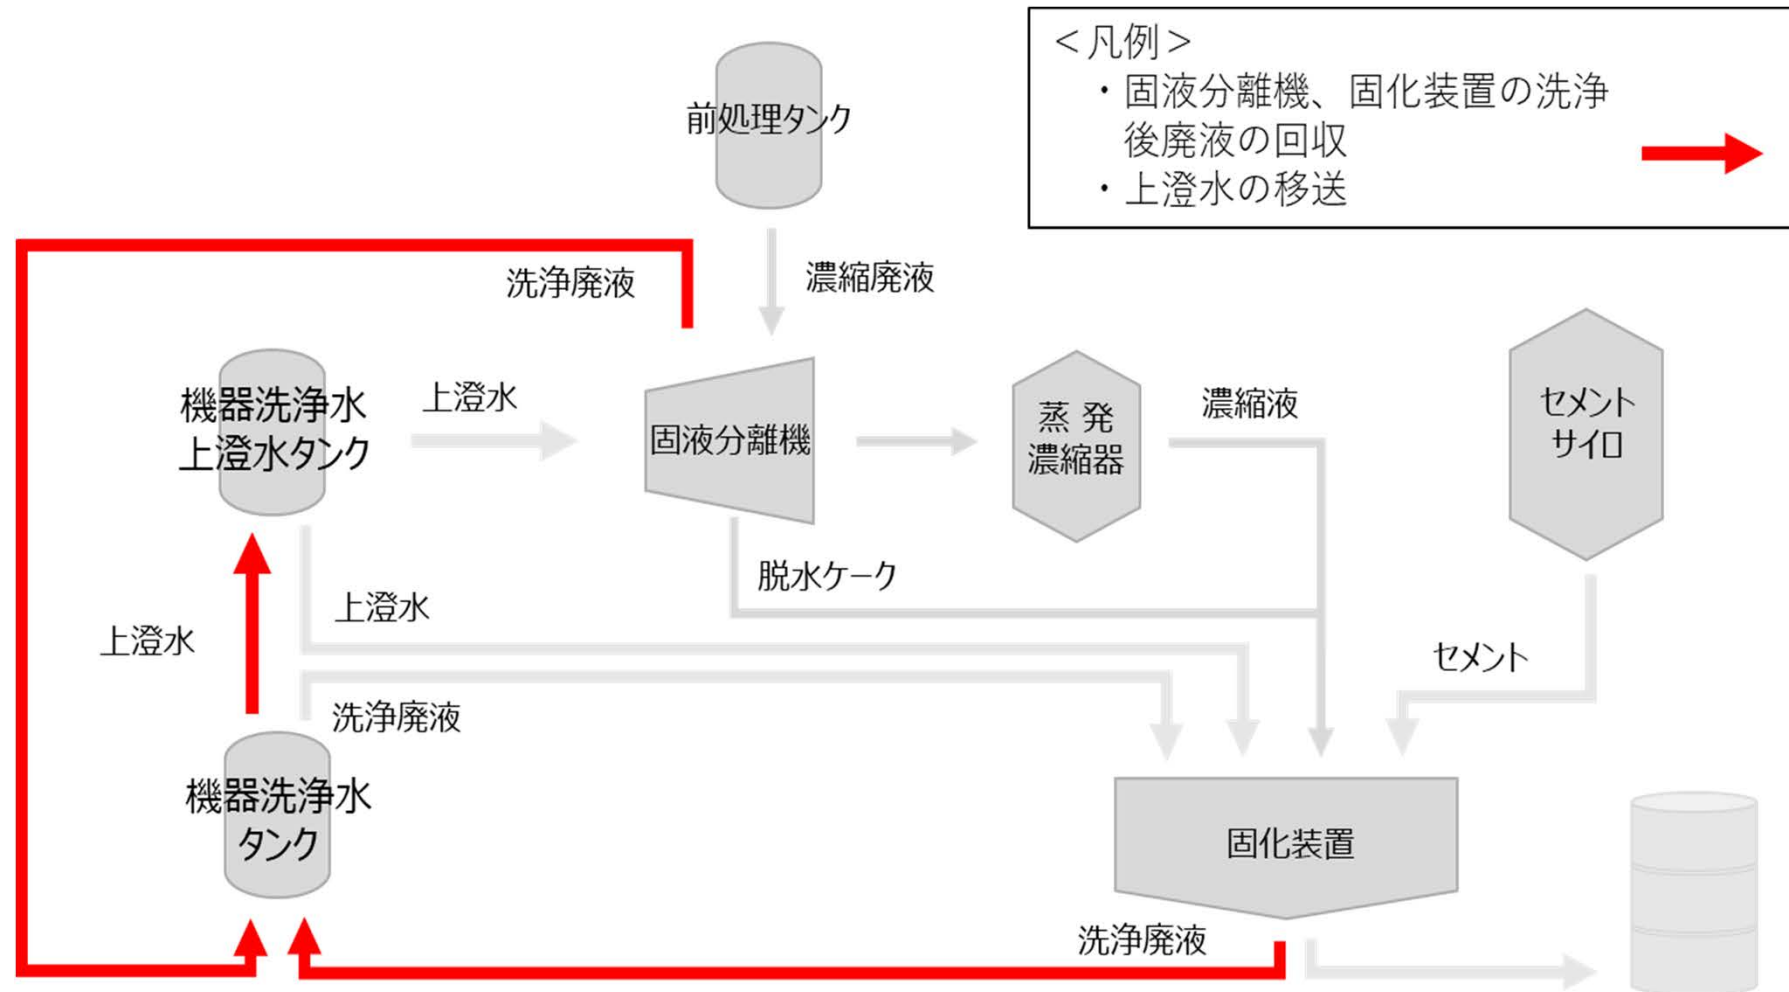 <凡例>
・固液分離機、固化装置の洗浄
後廃液の回収
・上澄水の移送
前処理タンク
洗浄廃液
濃縮廃液
機器洗浄水
上澄水タンク
上澄水
固液分離機
蒸 発
濃縮器
濃縮液
セメント
サイロ
脱水ケーク
上澄水
上澄水
セメント
洗浄廃液
機器洗浄水
タンク
固化装置
洗浄廃液